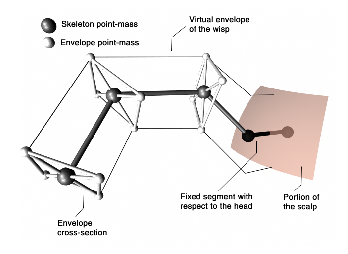 Skeleton point-mass
Envelope point-mass
Virtual envelope
of the wisp
Fixed segment with
respect to the head
Portion of
the scalp
Envelope
cross-section